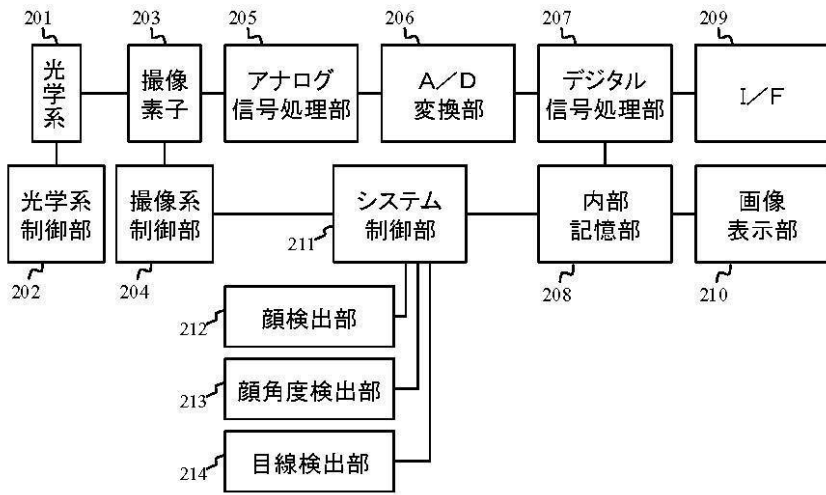 201
203
205
206
207
209
光学系
撮像
素子
アナログ
信号処理部
A／D
変換部
デジタル
信号処理部
I／F
光学系
制御部
撮像系
制御部
システム
制御部
内部
記憶部
画像
表示部
202
204
211
208
210
212
顔検出部
213
顔角度検出部
214
目線検出部